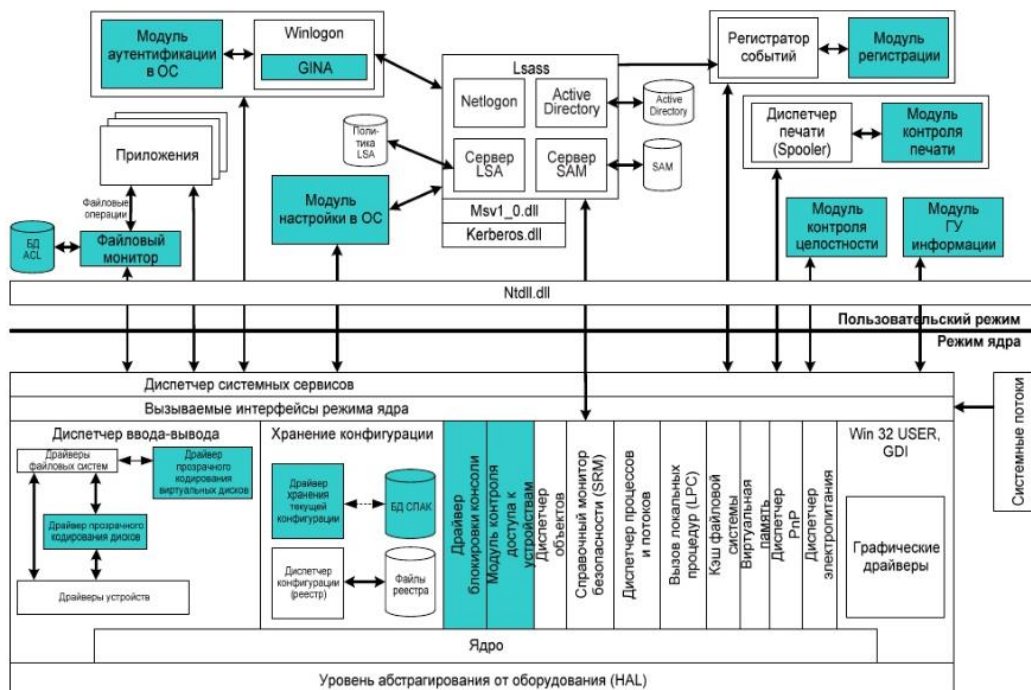 Модуль
аутентификации
в ОС
Winlogon
GINA
Lsass
Netlogon
Active
Directory
Сервер
LSA
Сервер
SAM
Msv1_0.dll
Kerberos.dll
Поли-
тика
LSA
Active
Directory
SAM
Регистратор
событий
Модуль
регистрации
Диспетчер
печати
(Spooler)
Модуль
контроля
печати
Приложения
Файловые
операции
БД
ACL
Файловый
монитор
Модуль
настройки в ОС
Модуль
контроля
целостности
Модуль
ГУ
информации
Ntdll.dll
Пользовательский режим
Режим ядра
Диспетчер системных сервисов
Вызываемые интерфейсы режима ядра
Системные потоки
Диспетчер ввода-вывода
Драйверы
файловых систем
Драйвер
прозрачного
кодирования
виртуальных дисков
Драйвер прозрачного
кодирования дисков
Драйверы устройств
Хранение конфигурации
Драйвер
хранения
текущей
конфигурации
БД СПАК
Диспетчер
конфигурации
(реестр)
Файлы
реестра
Драйвер
блокировки консоли
Модуль контроля
доступа к
устройствам
Диспетчер
объектов
Справочный монитор
безопасности (SRM)
Диспетчер процессов
и потоков
Вызов локальных
процедур (LPC)
Кэш файловой
системы
Виртуальная
память
Диспетчер
PnP
Диспетчер
электропитания
Win 32 USER,
GDI
Графические
драйверы
Ядро
Уровень абстрагирования от оборудования (HAL)